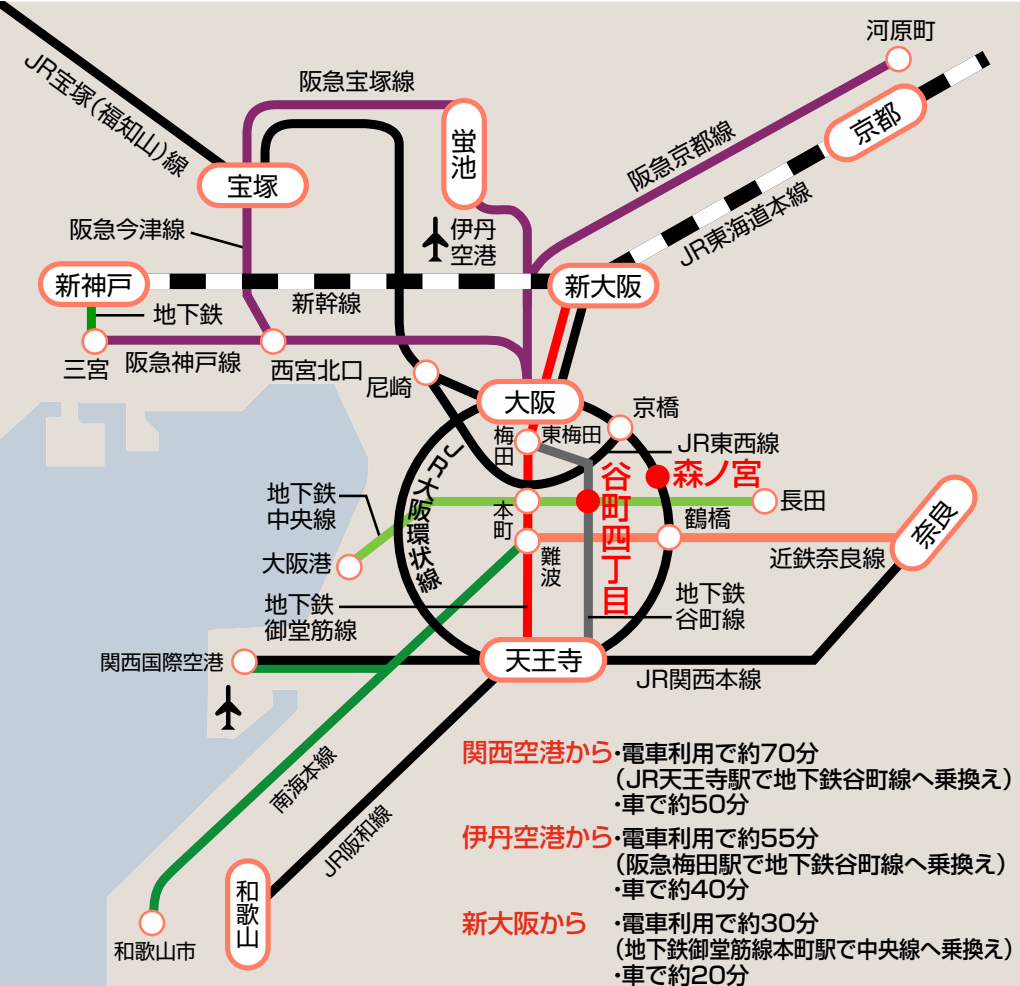 河原町
JR宝塚(福知山)線
阪急宝塚線
蛍池
阪急京都線
京都
宝塚
JR東海道本線
阪急今津線
伊丹
空港
新神戸
新大阪
地下鉄
新幹線
三宮
阪急神戸線
西宮北口
尼崎
大阪
京橋
梅田
東梅田
JR東西線
JR大阪環状線
谷町四丁目
森ノ宮
地下鉄
中央線
本町
長田
鶴橋
奈良
大阪港
難波
近鉄奈良線
地下鉄
御堂筋線
地下鉄
谷町線
関西国際空港
天王寺
JR関西本線
南海本線
JR阪和線
和歌山
和歌山市
関西空港から・電車利用で約70分
(JR天王寺駅で地下鉄谷町線へ乗換え)
・車で約50分
伊丹空港から・電車利用で約55分
(阪急梅田駅で地下鉄谷町線へ乗換え)
・車で約40分
新大阪から ・電車利用で約30分
(地下鉄御堂筋線本町駅で中央線へ乗換え)
・車で約20分